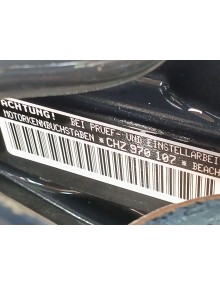 ACHTUNG!
BEI PRUEF- UND EINSTELLARBEIT
MOTORKENNBUCHSTABEN *CHZ 970 107* BEACH